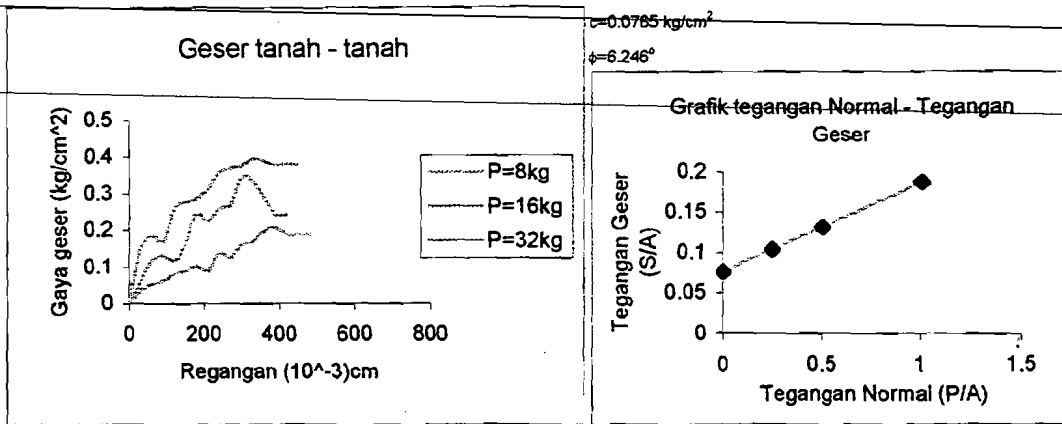 Geser tanah - tanah
Gaya geser (kg/cm^2)
0.5
0.4
0.3
0.2
0.1
0
0 200 400 600 800
Regangan (10^-3)cm
P=8kg
P=16kg
P=32kg
c=0.0765 kg/cm²
ϕ=6.246⁰
Grafik tegangan Normal - Tegangan
Geser
Tegangan Geser
(S/A)
0.2
0.15
0.1
0.05
0
0 0.5 1 1.5
Tegangan Normal (P/A)